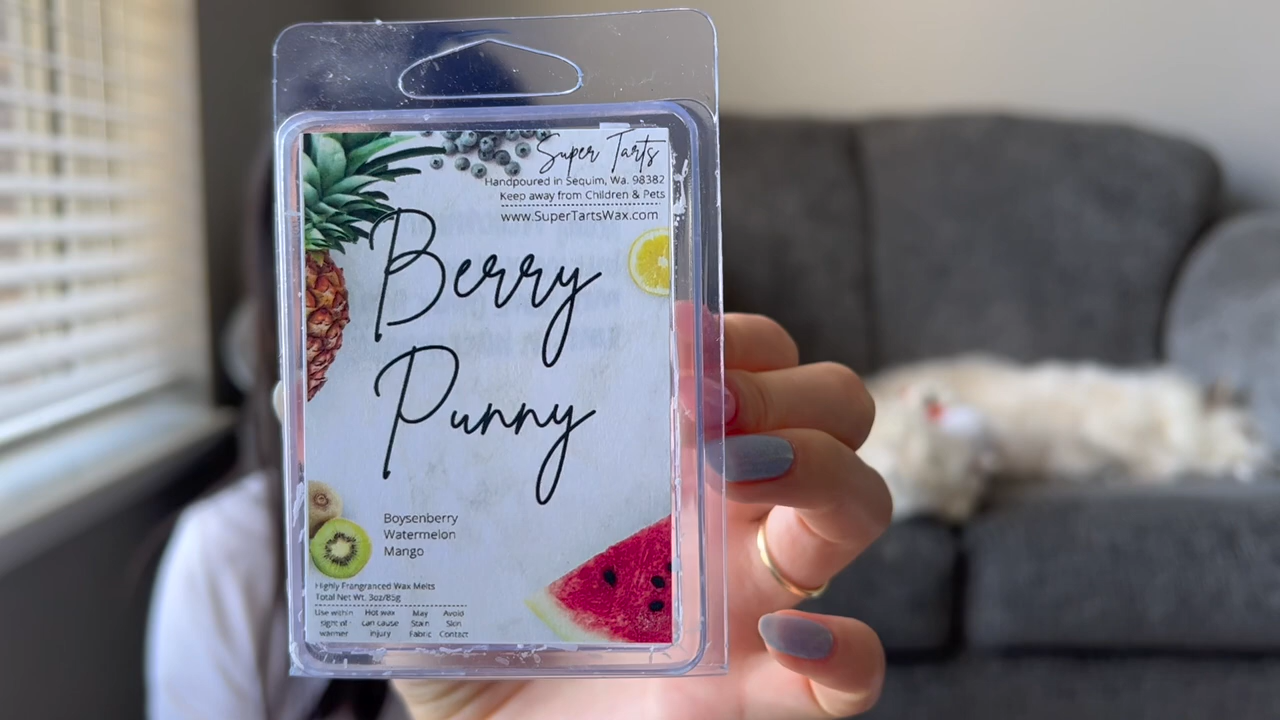 Super Tarts
Handpoured in Sequim, Wa. 98382
Keep away from Children & Pets
www.SuperTartsWax.com
Berry
Punny
Boysenberry
Watermelon
Mango
Highly Frangranced Wax Melts
Total Net Wt. 3oz/85g
Use within sight of warmer
Hot wax can cause injury
May Stain Fabric
Avoid Skin Contact